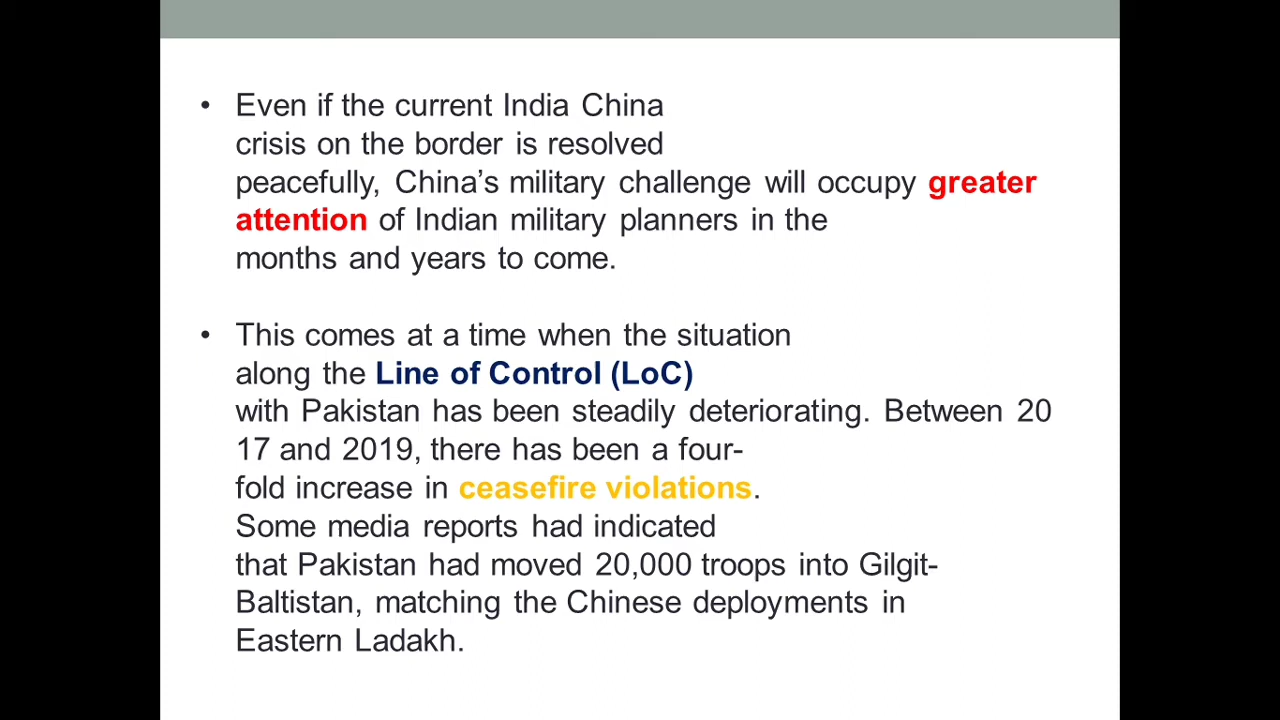 • Even if the current India China
crisis on the border is resolved
peacefully, China’s military challenge will occupy greater
attention of Indian military planners in the
months and years to come.
• This comes at a time when the situation
along the Line of Control (LoC)
with Pakistan has been steadily deteriorating. Between 20
17 and 2019, there has been a four-
fold increase in ceasefire violations.
Some media reports had indicated
that Pakistan had moved 20,000 troops into Gilgit-
Baltistan, matching the Chinese deployments in
Eastern Ladakh.